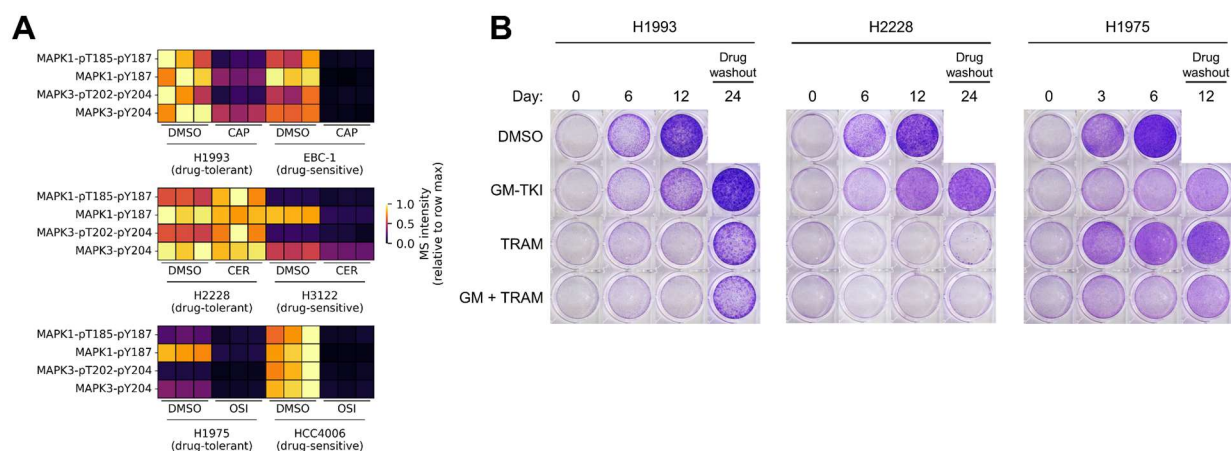 A
MAPK1-pT185-pY187
MAPK1-pY187
MAPK3-pT202-pY204
MAPK3-pY204
DMSO CAP DMSO CAP
H1993 EBC-1
(drug-tolerant) (drug-sensitive)
MAPK1-pT185-pY187
MAPK1-pY187
MAPK3-pT202-pY204
MAPK3-pY204
DMSO CER DMSO CER
H2228 H3122
(drug-tolerant) (drug-sensitive)
1.0
0.5
0.0
MS intensity
(relative to row max)
MAPK1-pT185-pY187
MAPK1-pY187
MAPK3-pT202-pY204
MAPK3-pY204
DMSO OSI DMSO OSI
H1975 HCC4006
(drug-tolerant) (drug-sensitive)
B
H1993 H2228 H1975
Drug Drug Drug
washout washout washout
Day: 0 6 12 24 0 6 12 24 0 3 6 12
DMSO
GM-TKI
TRAM
GM + TRAM